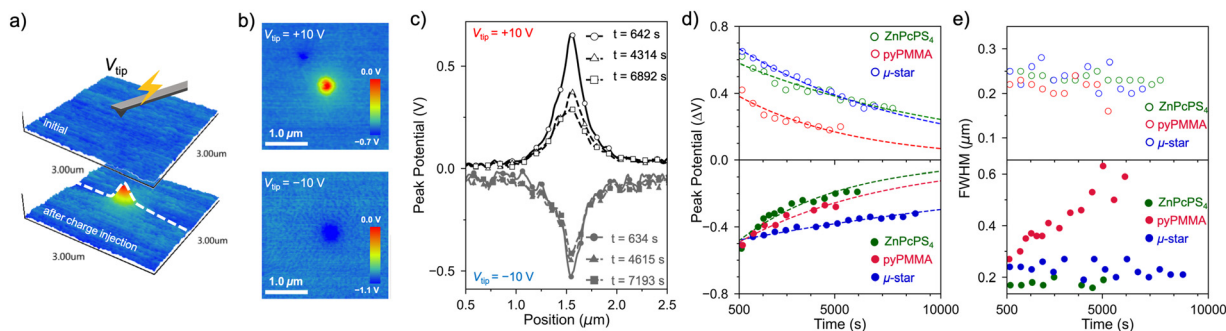 a)
V_tip
initial
3.00um
3.00um
after charge injection
3.00um
3.00um
b)
V_tip = +10 V
0.0 V
1.0 μm
−0.7 V
V_tip = −10 V
0.0 V
1.0 μm
−1.1 V
c)
Peak Potential (V)
0.5
0.0
−0.5
V_tip = +10 V
t = 642 s
t = 4314 s
t = 6892 s
t = 634 s
t = 4615 s
t = 7193 s
V_tip = −10 V
0.5 1.0 1.5 2.0 2.5
Position (μm)
d)
Peak Potential (ΔV)
0.8
0.4
0.0
−0.4
−0.8
ZnPcPS₄
pyPMMA
μ-star
ZnPcPS₄
pyPMMA
μ-star
500 5000 10000
Time (s)
e)
FWHM (μm)
0.3
0.2
0.1
0.6
0.4
0.2
ZnPcPS₄
pyPMMA
μ-star
ZnPcPS₄
pyPMMA
μ-star
500 5000 10000
Time (s)